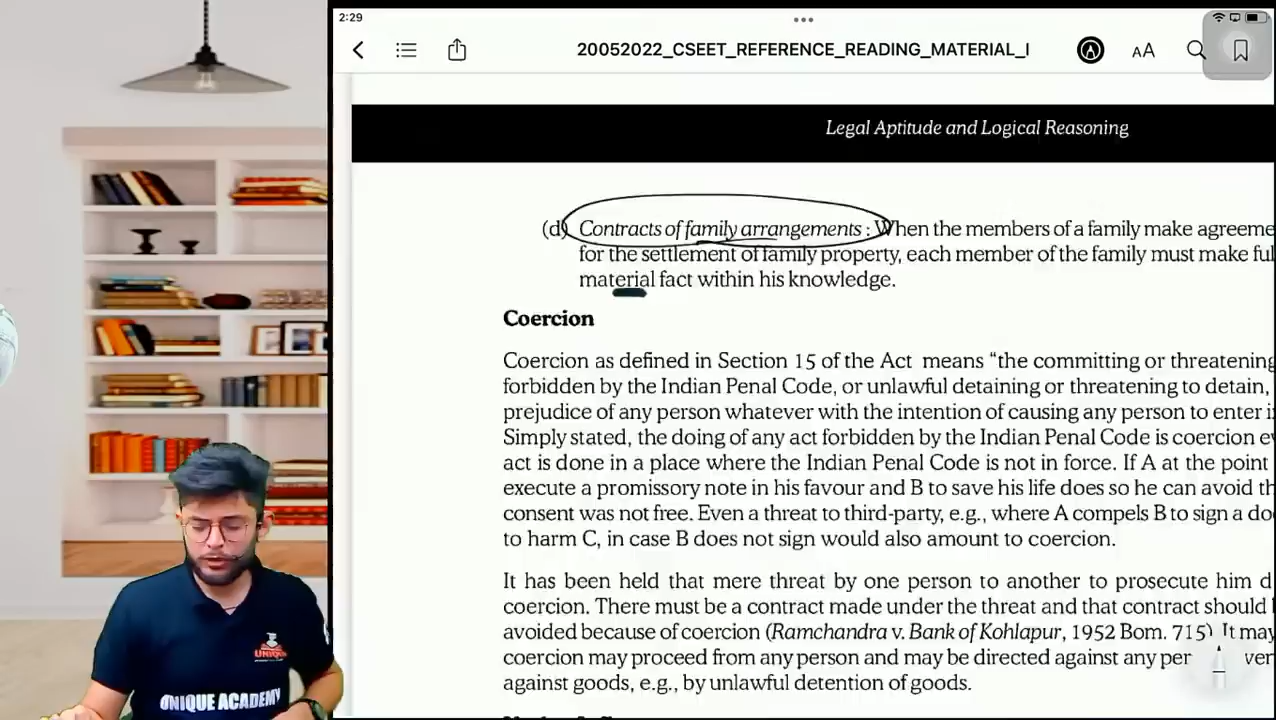 2:29
20052022_CSEET_REFERENCE_READING_MATERIAL_I
AA
Legal Aptitude and Logical Reasoning
(d) Contracts of family arrangements : When the members of a family make agreeme
for the settlement of family property, each member of the family must make ful
material fact within his knowledge.
Coercion
Coercion as defined in Section 15 of the Act means “the committing or threatening
forbidden by the Indian Penal Code, or unlawful detaining or threatening to detain,
prejudice of any person whatever with the intention of causing any person to enter i
Simply stated, the doing of any act forbidden by the Indian Penal Code is coercion ev
act is done in a place where the Indian Penal Code is not in force. If A at the point
execute a promissory note in his favour and B to save his life does so he can avoid th
consent was not free. Even a threat to third-party, e.g., where A compels B to sign a do
to harm C, in case B does not sign would also amount to coercion.
It has been held that mere threat by one person to another to prosecute him d
coercion. There must be a contract made under the threat and that contract should b
avoided because of coercion (Ramchandra v. Bank of Kohlapur, 1952 Bom. 715) It may
coercion may proceed from any person and may be directed against any per ven
against goods, e.g., by unlawful detention of goods.
UNIQUE
UNIQUE ACADEMY